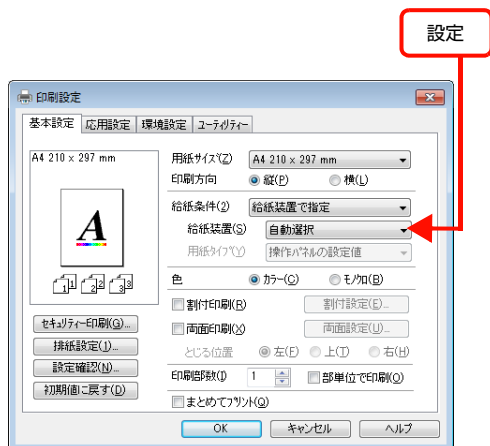 設定
印刷設定
基本設定 応用設定 環境設定 ユーティリティー
A4 210 x 297 mm
A
1 1 2 2 3 3
セキュリティー印刷(G)...
排紙設定(J)...
設定確認(N)...
初期値に戻す(D)
用紙サイズ(Z) A4 210 x 297 mm
印刷方向 縦(P) 横(L)
給紙条件(2) 給紙装置で指定
給紙装置(S) 自動選択
用紙タイプ(Y) 操作パネルの設定値
色 カラー(C) モノクロ(B)
割付印刷(R) 割付設定(E)...
両面印刷(X) 両面設定(U)...
とじる位置 左(F) 上(T) 右(H)
印刷部数(I) 1 部単位で印刷(O)
まとめてプリント(Q)
OK キャンセル ヘルプ